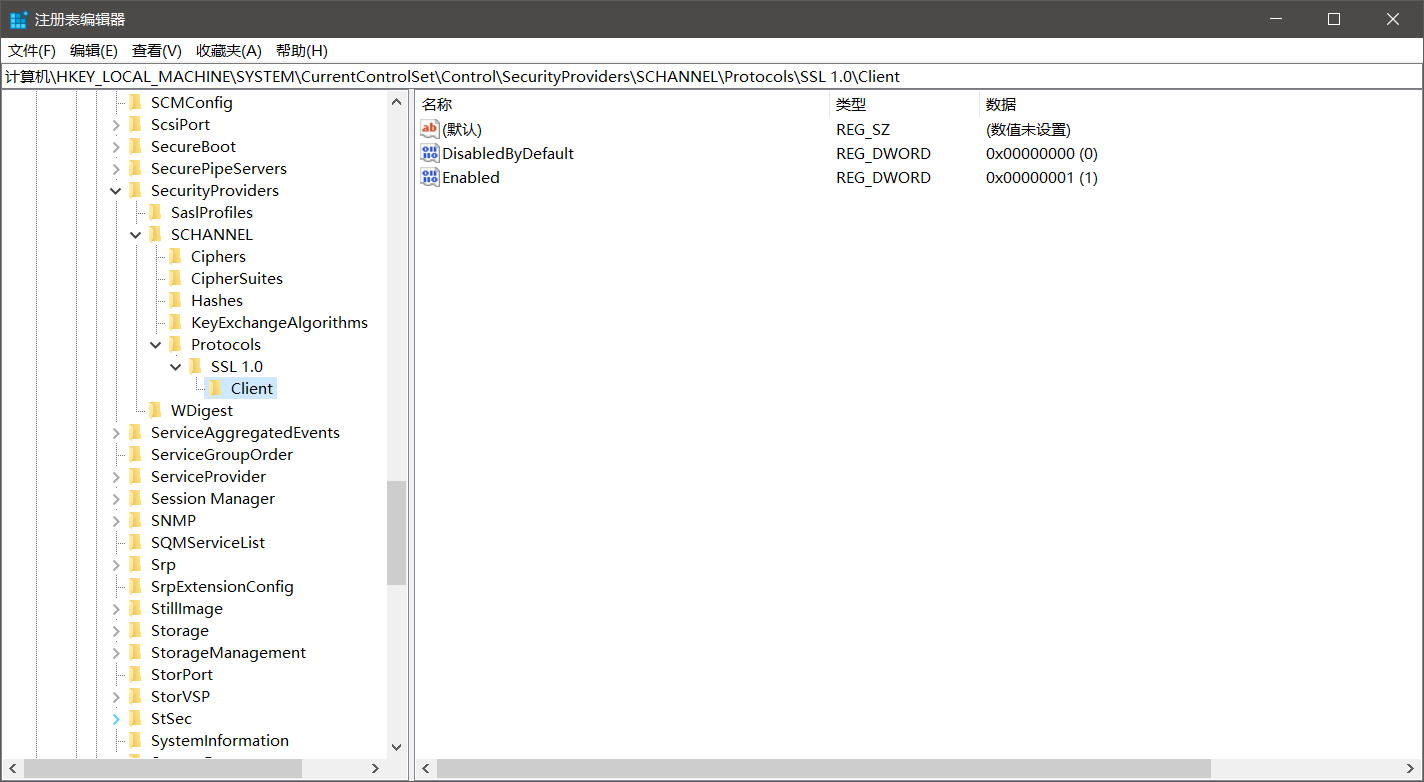 注册表编辑器
文件(F) 编辑(E) 查看(V) 收藏夹(A) 帮助(H)
计算机\HKEY_LOCAL_MACHINE\SYSTEM\CurrentControlSet\Control\SecurityProviders\SCHANNEL\Protocols\SSL 1.0\Client
SCMConfig
ScsiPort
SecureBoot
SecurePipeServers
SecurityProviders
SaslProfiles
SCHANNEL
Ciphers
CipherSuites
Hashes
KeyExchangeAlgorithms
Protocols
SSL 1.0
Client
WDigest
ServiceAggregatedEvents
ServiceGroupOrder
ServiceProvider
Session Manager
SNMP
SQMServiceList
Srp
SrpExtensionConfig
StillImage
Storage
StorageManagement
StorPort
StorVSP
StSec
SystemInformation
名称 类型 数据
(默认) REG_SZ (数值未设置)
DisabledByDefault REG_DWORD 0x00000000 (0)
Enabled REG_DWORD 0x00000001 (1)